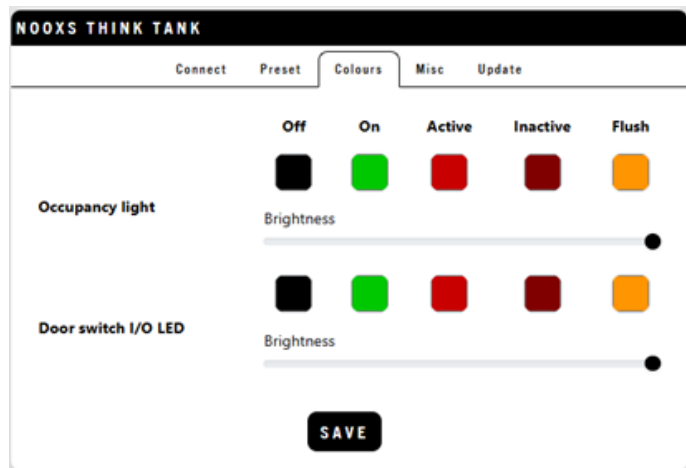 NOOXS THINK TANK
Connect Preset Colours Misc Update
Off On Active Inactive Flush
Occupancy light
Brightness
Door switch I/O LED
Brightness
SAVE